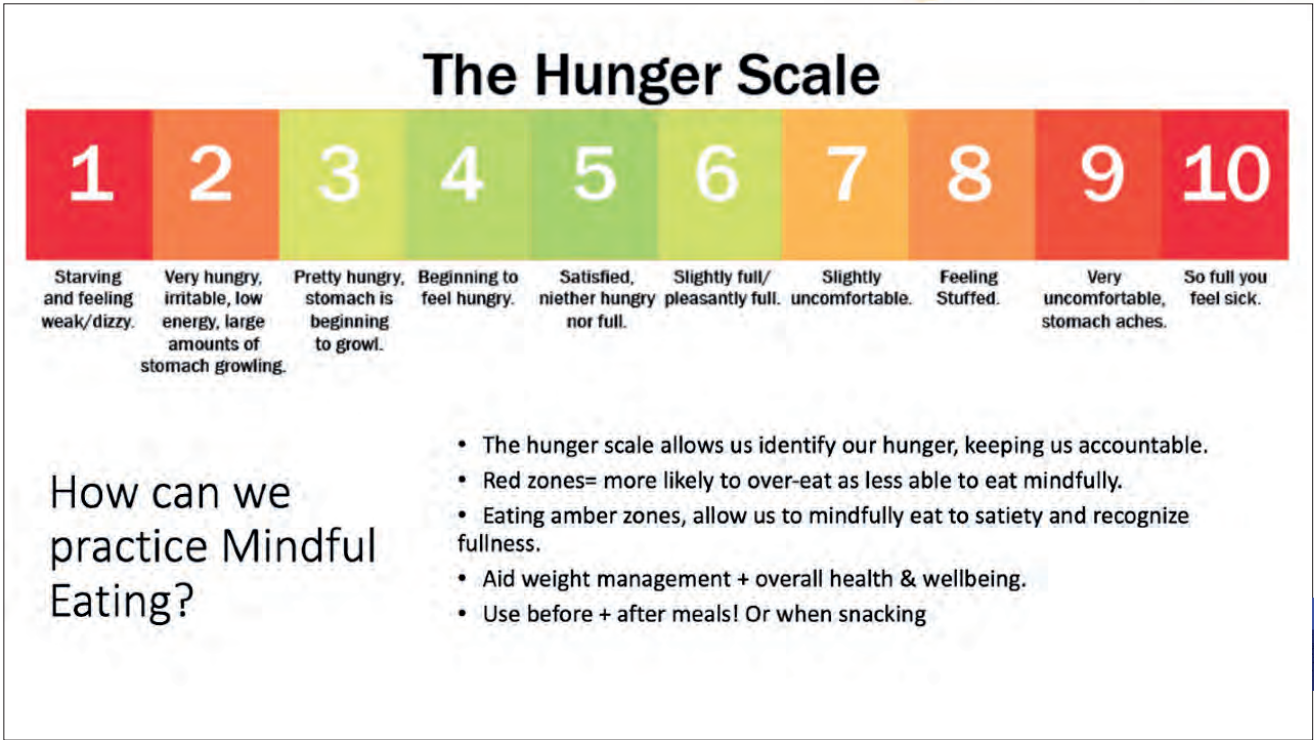 The Hunger Scale
1 2 3 4 5 6 7 8 9 10
Starving
and feeling
weak/dizzy.
Very hungry,
irritable, low
energy, large
amounts of
stomach growling.
Pretty hungry,
stomach is
beginning
to growl.
Beginning to
feel hungry.
Satisfied,
niether hungry
nor full.
Slightly full/
pleasantly full.
Slightly
uncomfortable.
Feeling
Stuffed.
Very
uncomfortable,
stomach aches.
So full you
feel sick.
How can we
practice Mindful
Eating?
• The hunger scale allows us identify our hunger, keeping us accountable.
• Red zones= more likely to over-eat as less able to eat mindfully.
• Eating amber zones, allow us to mindfully eat to satiety and recognize
fullness.
• Aid weight management + overall health & wellbeing.
• Use before + after meals! Or when snacking